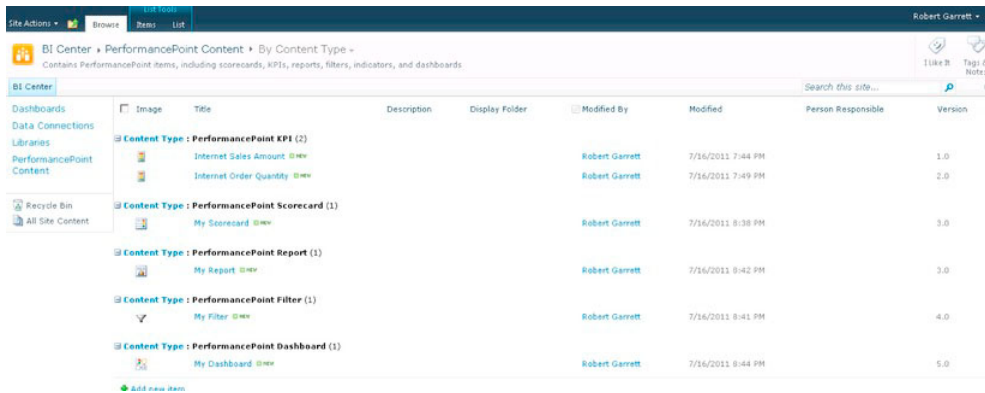 List Tools
Site Actions Browse Items List Robert Garrett
BI Center PerformancePoint Content By Content Type
Contains PerformancePoint items, including scorecards, KPIs, reports, filters, indicators, and dashboards
I Like It Tags &
Notes
BI Center Search this site...
Dashboards
Data Connections
Libraries
PerformancePoint
Content
Recycle Bin
All Site Content
Image Title Description Display Folder Modified By Modified Person Responsible Version
Content Type : PerformancePoint KPI (2)
Internet Sales Amount NEW Robert Garrett 7/16/2011 7:44 PM 1.0
Internet Order Quantity NEW Robert Garrett 7/16/2011 7:49 PM 2.0
Content Type : PerformancePoint Scorecard (1)
My Scorecard NEW Robert Garrett 7/16/2011 8:38 PM 3.0
Content Type : PerformancePoint Report (1)
My Report NEW Robert Garrett 7/16/2011 8:42 PM 3.0
Content Type : PerformancePoint Filter (1)
My Filter NEW Robert Garrett 7/16/2011 8:41 PM 4.0
Content Type : PerformancePoint Dashboard (1)
My Dashboard NEW Robert Garrett 7/16/2011 8:44 PM 5.0
Add new item